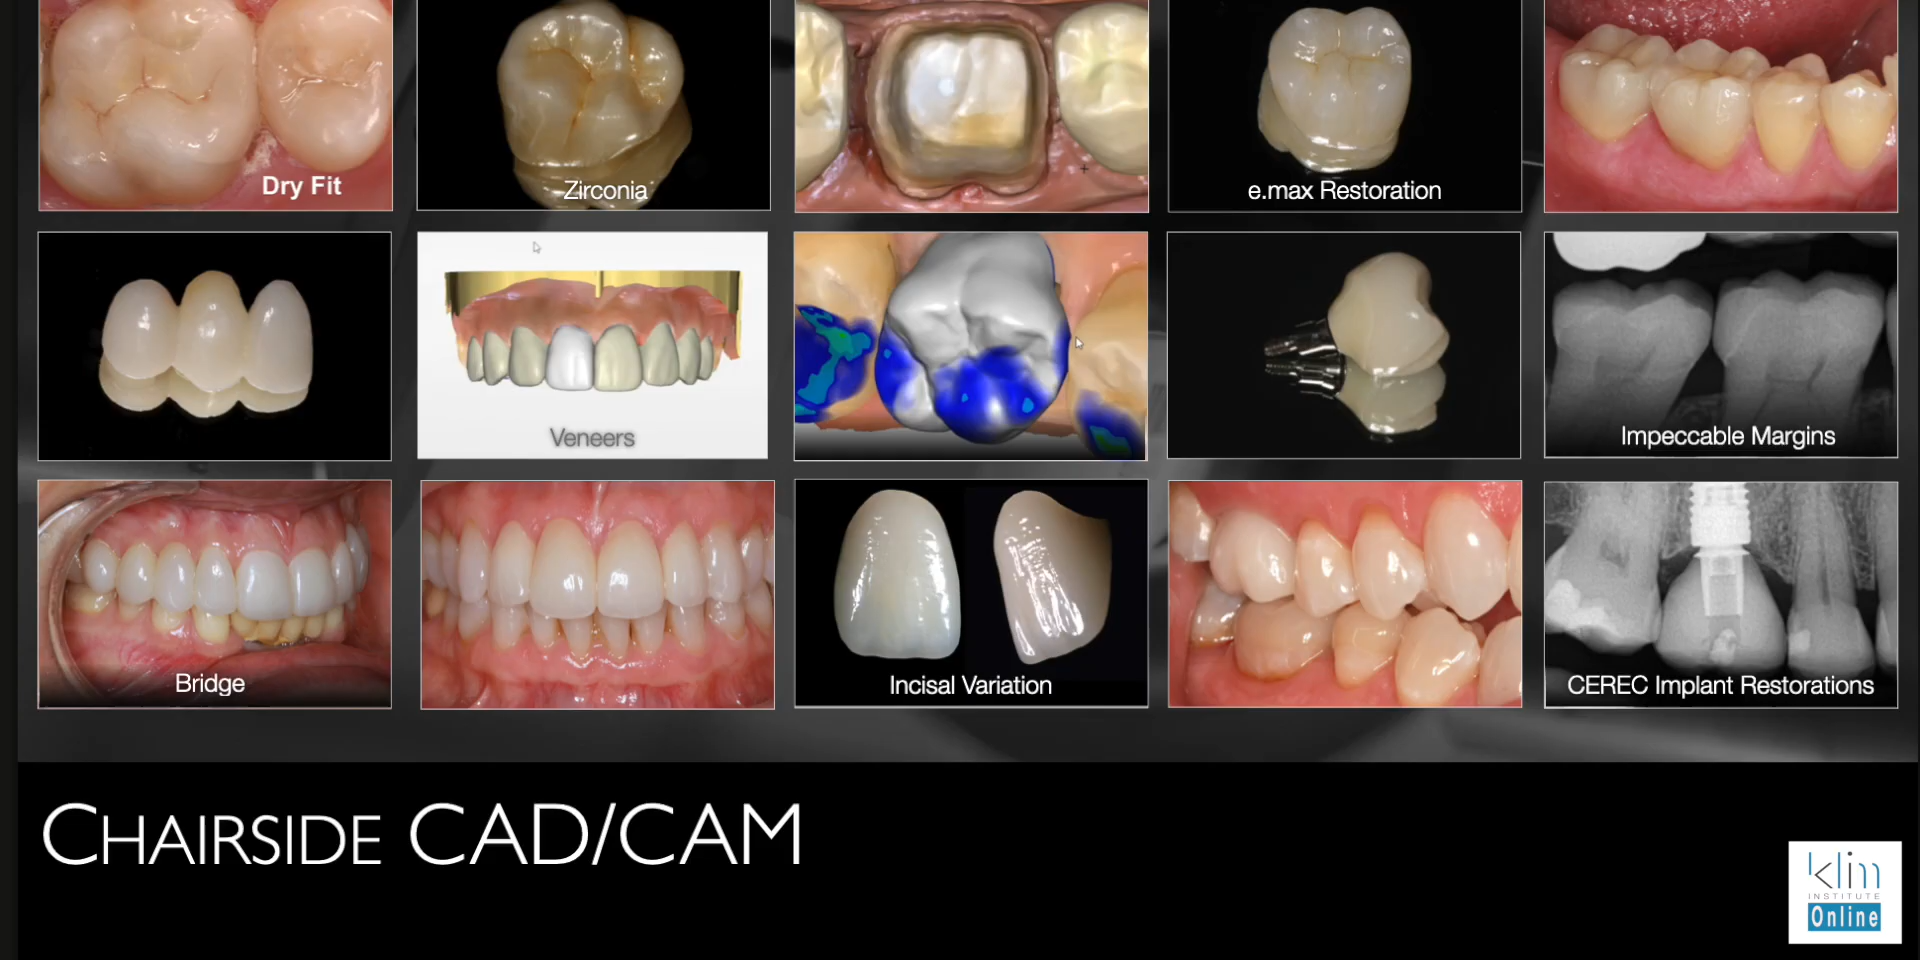 Dry Fit
Zirconia
e.max Restoration
Veneers
Impeccable Margins
Bridge
Incisal Variation
CEREC Implant Restorations
CHAIRSIDE CAD/CAM
klim
INSTITUTE
Online